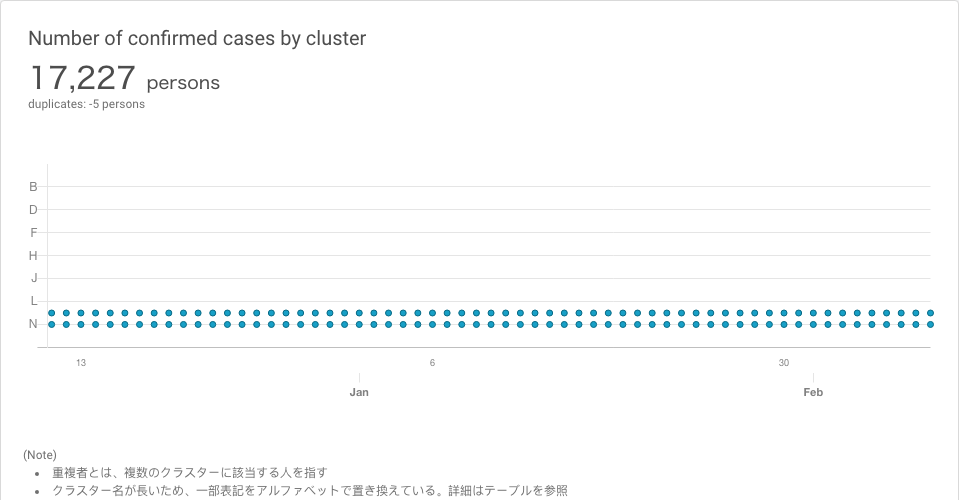 Number of confirmed cases by cluster
17,227 persons
duplicates: -5 persons
B
D
F
H
J
L
N
13 6 30
Jan Feb
(Note)
• 重複者とは、複数のクラスターに該当する人を指す
• クラスター名が長いため、一部表記をアルファベットで置き換えている。詳細はテーブルを参照